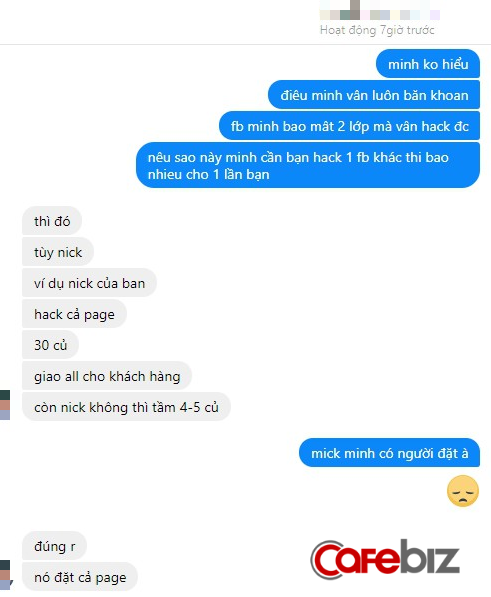 Hoạt động 7giờ trước
minh ko hiểu
điêu minh vân luôn băn khoan
fb minh bao mât 2 lớp mà vân hack đc
nêu sao này minh cần bạn hack 1 fb khác thi bao
nhieu cho 1 lần bạn
thì đó
tùy nick
ví dụ nick của ban
hack cả page
30 củ
giao all cho khách hàng
còn nick không thì tầm 4-5 củ
mick minh có người đặt à
đúng r
nó đặt cả page
CafeBiz